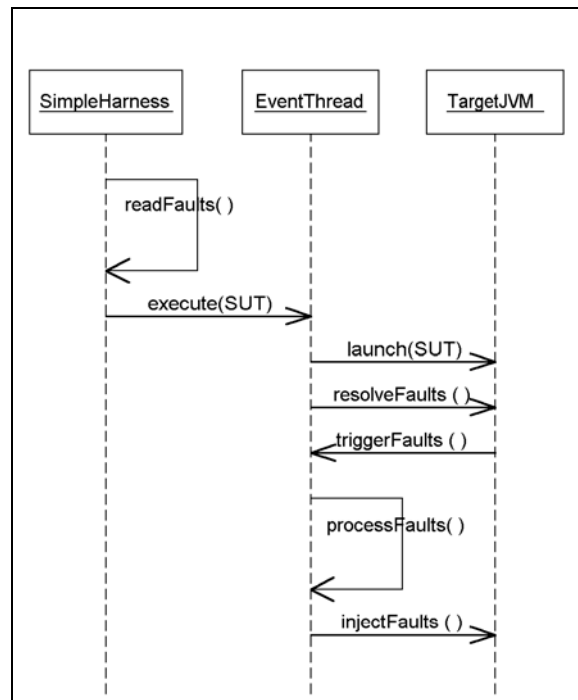 SimpleHarness
EventThread
TargetJVM
readFaults( )
execute(SUT)
launch(SUT)
resolveFaults ( )
triggerFaults ( )
processFaults( )
injectFaults ( )